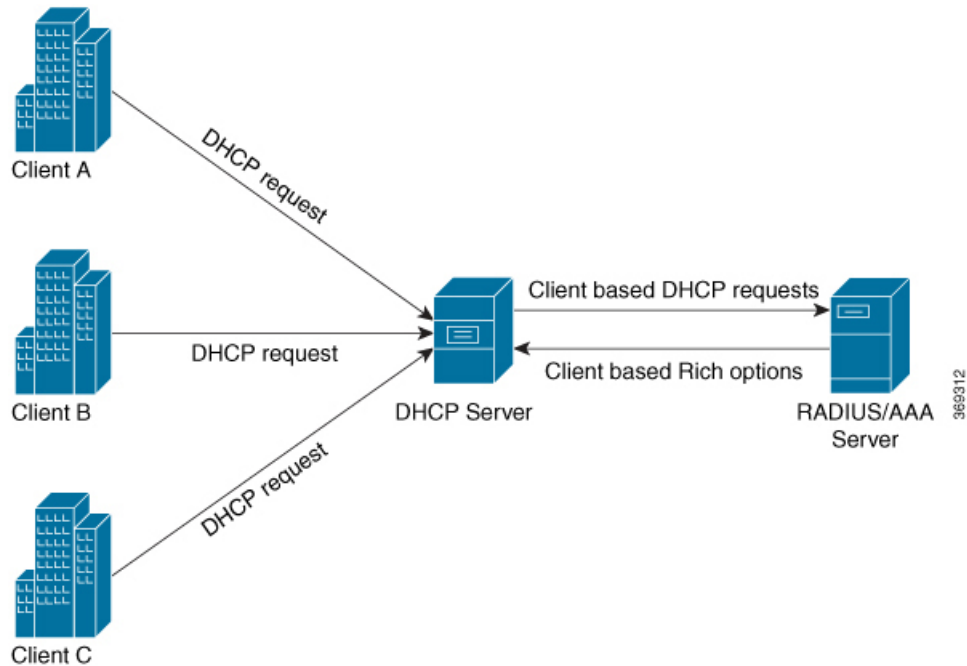 Client A
DHCP request
Client B
DHCP request
DHCP Server
Client based DHCP requests
Client based Rich options
RADIUS/AAA
Server
369312
DHCP request
Client C